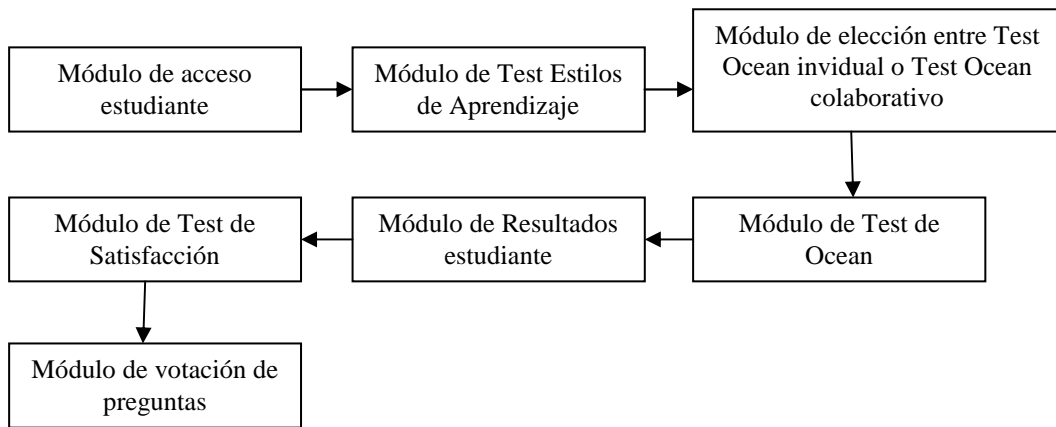 Módulo de acceso
estudiante
Módulo de Test Estilos
de Aprendizaje
Módulo de elección entre Test
Ocean invidual o Test Ocean
colaborativo
Módulo de Test de
Ocean
Módulo de Resultados
estudiante
Módulo de Test de
Satisfacción
Módulo de votación de
preguntas